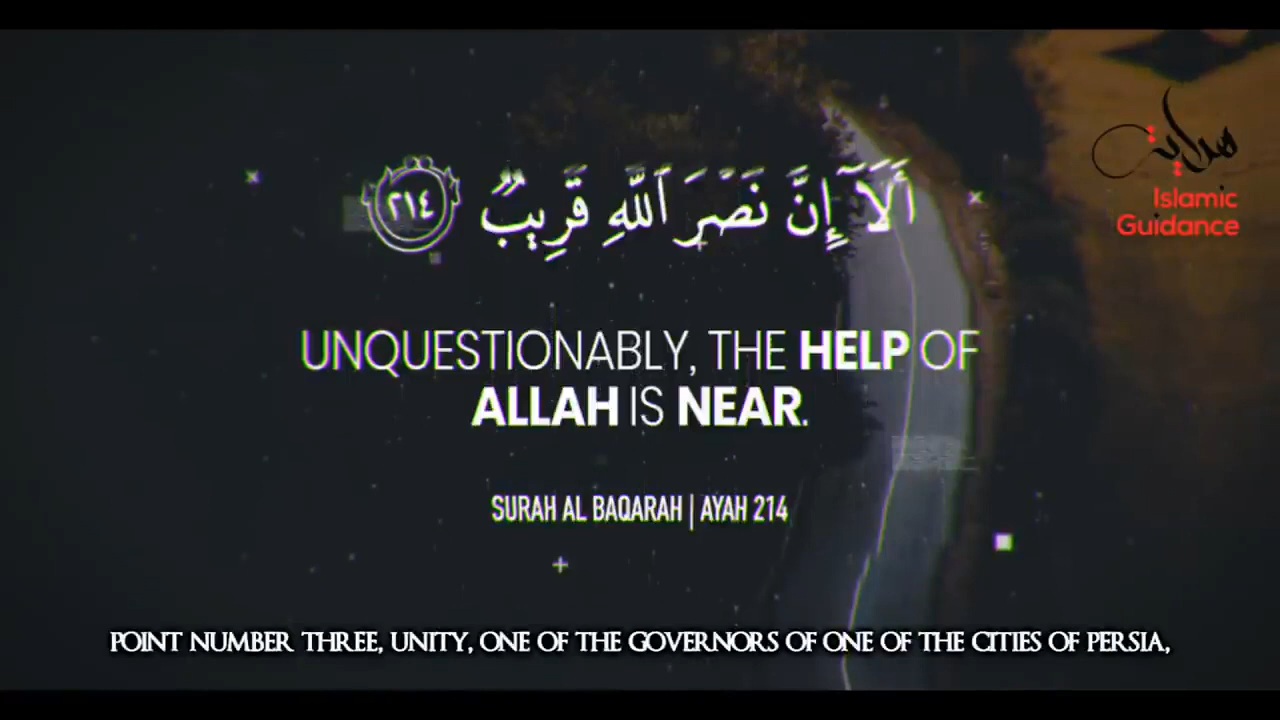 أَلَآ إِنَّ نَصْرَ ٱللَّهِ قَرِيبٌ ٢١٤
هداية
Islamic
Guidance
UNQUESTIONABLY, THE HELP OF
ALLAH IS NEAR.
SURAH AL BAQARAH | AYAH 214
POINT NUMBER THREE, UNITY, ONE OF THE GOVERNORS OF ONE OF THE CITIES OF PERSIA,